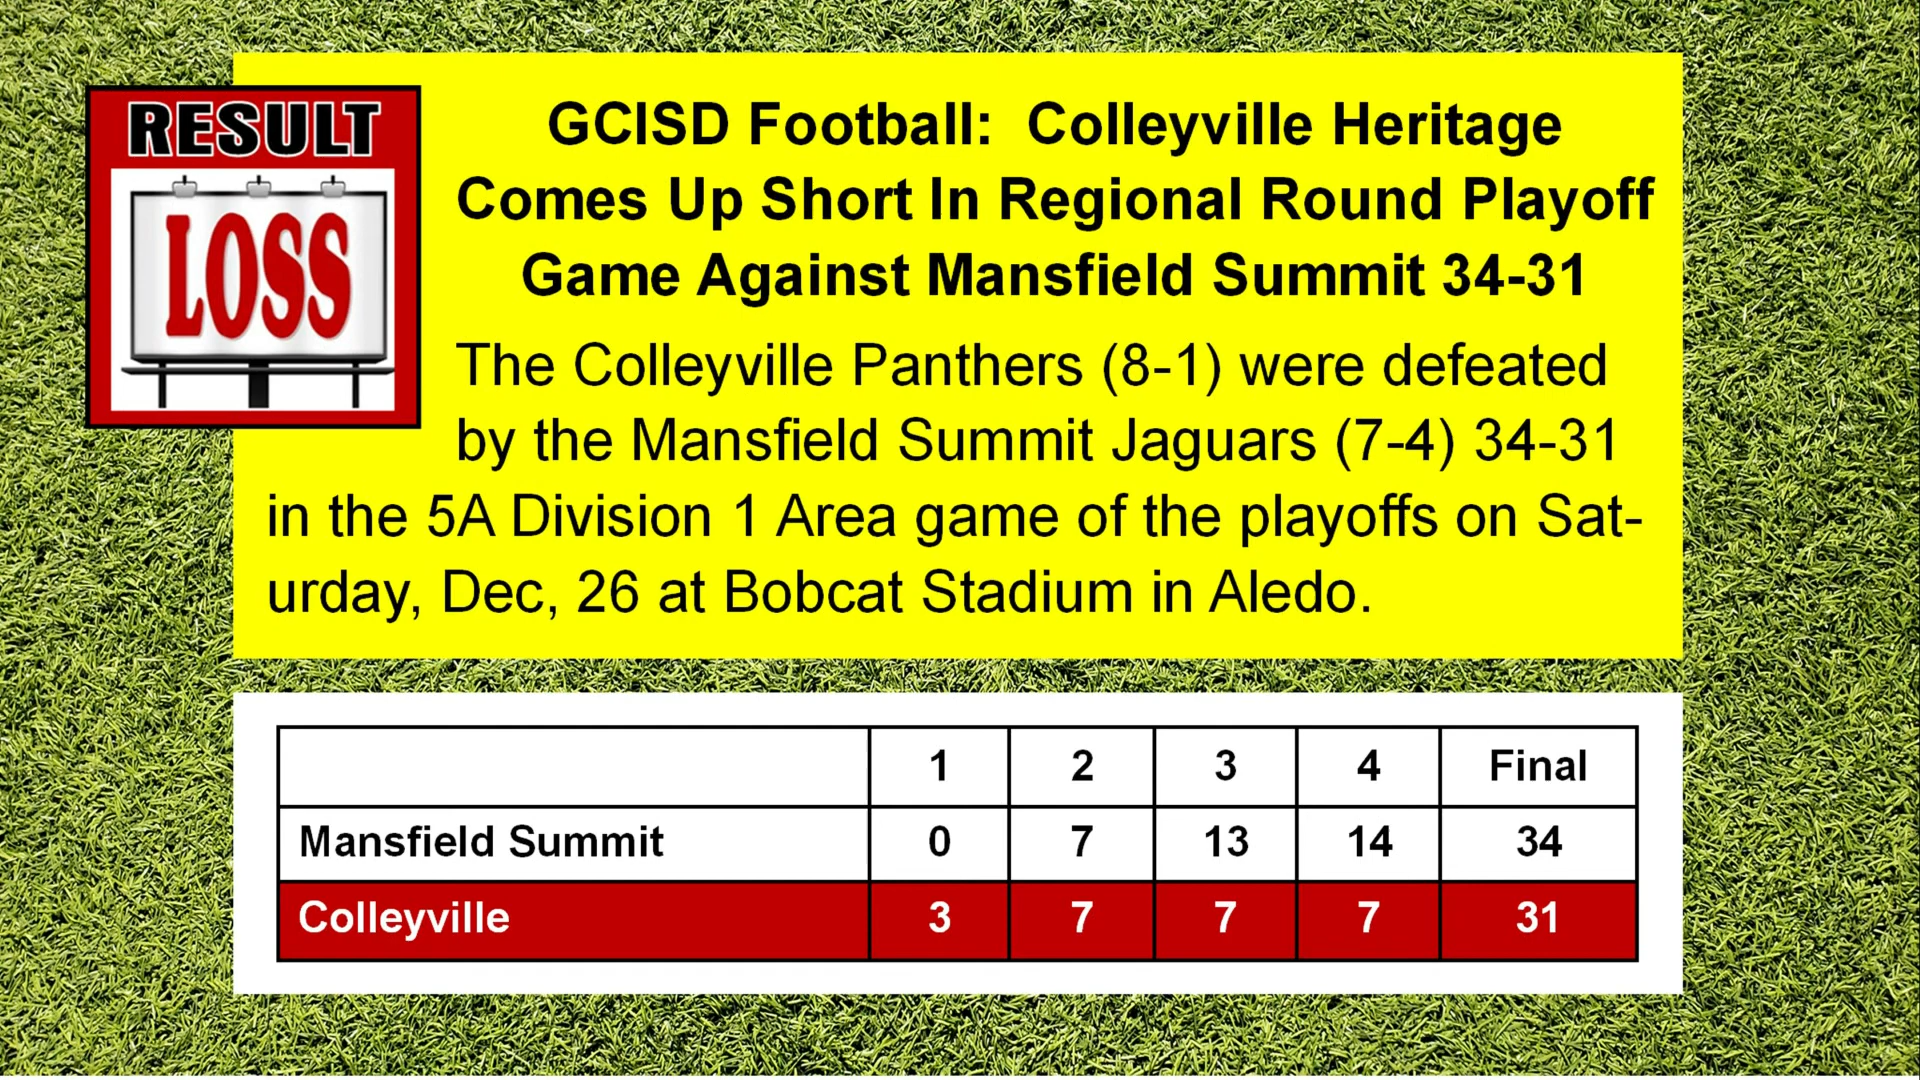 RESULT
LOSS
GCISD Football:  Colleyville Heritage
Comes Up Short In Regional Round Playoff
Game Against Mansfield Summit 34-31
The Colleyville Panthers (8-1) were defeated
by the Mansfield Summit Jaguars (7-4) 34-31
in the 5A Division 1 Area game of the playoffs on Sat-
urday, Dec, 26 at Bobcat Stadium in Aledo.
1 2 3 4 Final
Mansfield Summit 0 7 13 14 34
Colleyville 3 7 7 7 31